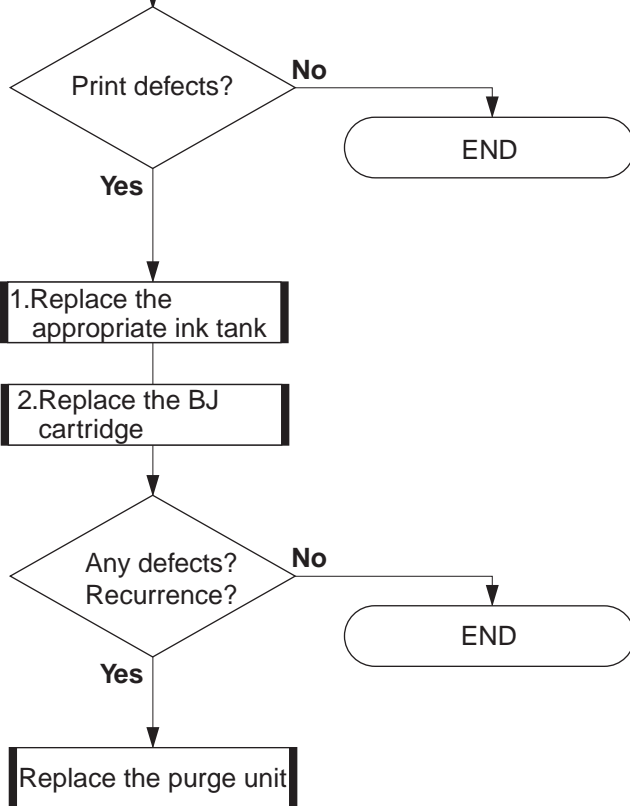 Print defects?
No
END
Yes
1.Replace the
appropriate ink tank
2.Replace the BJ
cartridge
Any defects?
Recurrence?
No
END
Yes
Replace the purge unit